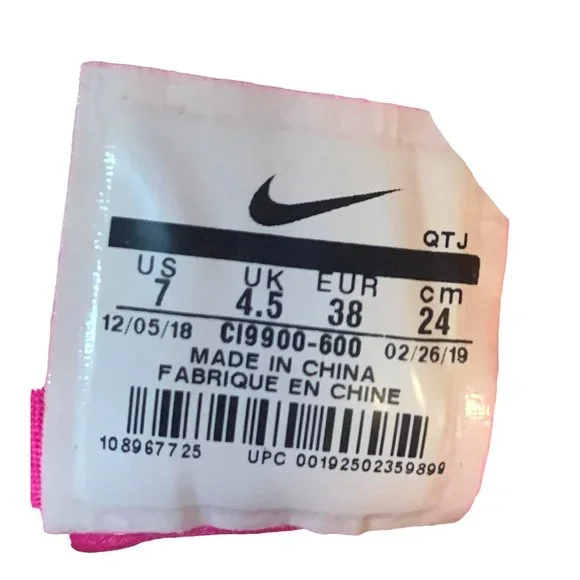 QTJ
US UK EUR cm
7 4.5 38 24
12/05/18 CI9900-600 02/26/19
MADE IN CHINA
FABRIQUE EN CHINE
108967725 UPC 00192502359899